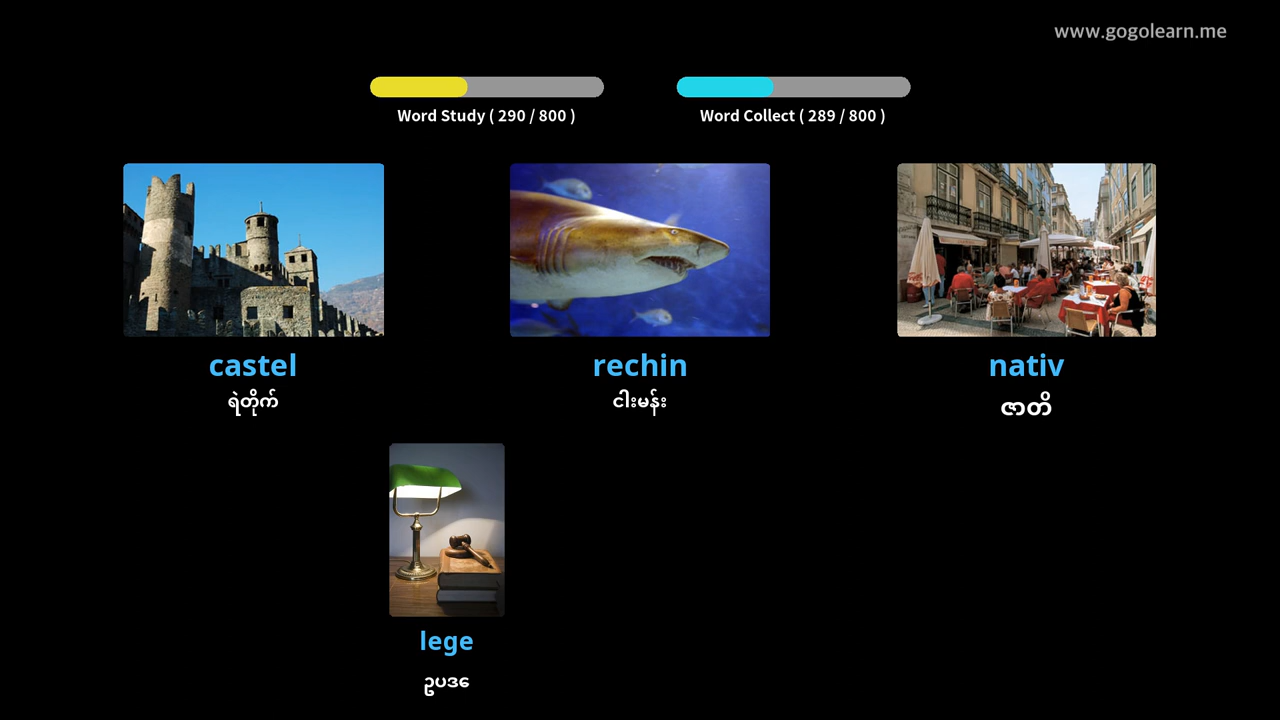 www.gogolearn.me
Word Study ( 290 / 800 )
Word Collect ( 289 / 800 )
castel
rechin
nativ
ရဲတိုက်
ငါးမန်း
ဇာတိ
lege
ဥပဒေ